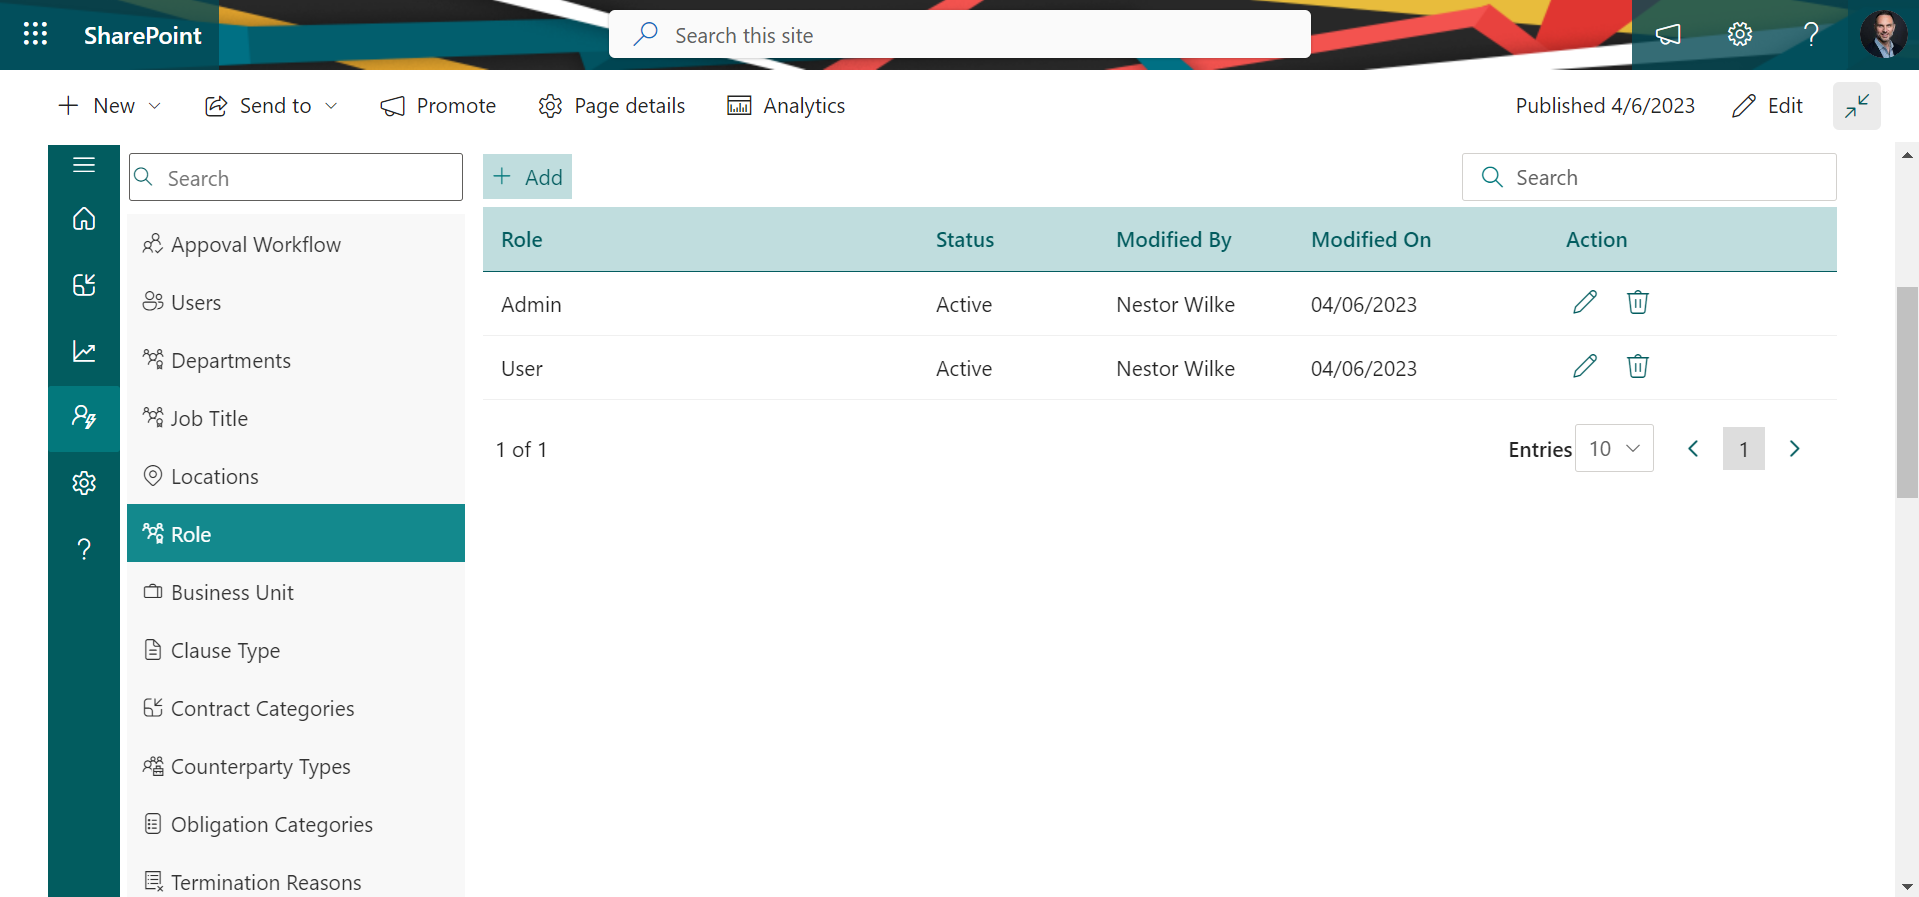 SharePoint
Search this site
New
Send to
Promote
Page details
Analytics
Published 4/6/2023
Edit
Search
Appoval Workflow
Users
Departments
Job Title
Locations
Role
Business Unit
Clause Type
Contract Categories
Counterparty Types
Obligation Categories
Termination Reasons
Add
Search
Role Status Modified By Modified On Action
Admin Active Nestor Wilke 04/06/2023
User Active Nestor Wilke 04/06/2023
1 of 1
Entries 10 1